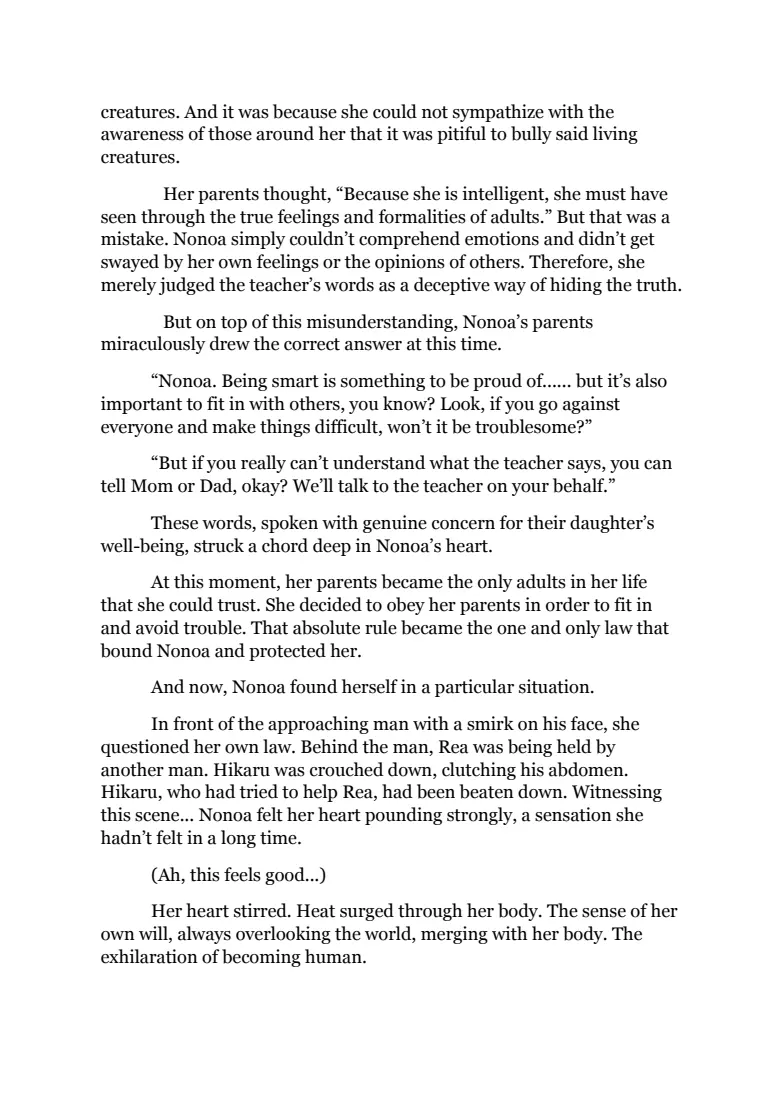 creatures. And it was because she could not sympathize with the
awareness of those around her that it was pitiful to bully said living
creatures.
Her parents thought, “Because she is intelligent, she must have
seen through the true feelings and formalities of adults.” But that was a
mistake. Nonoa simply couldn’t comprehend emotions and didn’t get
swayed by her own feelings or the opinions of others. Therefore, she
merely judged the teacher’s words as a deceptive way of hiding the truth.
But on top of this misunderstanding, Nonoa’s parents
miraculously drew the correct answer at this time.
“Nonoa. Being smart is something to be proud of...... but it’s also
important to fit in with others, you know? Look, if you go against
everyone and make things difficult, won’t it be troublesome?”
“But if you really can’t understand what the teacher says, you can
tell Mom or Dad, okay? We’ll talk to the teacher on your behalf.”
These words, spoken with genuine concern for their daughter’s
well-being, struck a chord deep in Nonoa’s heart.
At this moment, her parents became the only adults in her life
that she could trust. She decided to obey her parents in order to fit in
and avoid trouble. That absolute rule became the one and only law that
bound Nonoa and protected her.
And now, Nonoa found herself in a particular situation.
In front of the approaching man with a smirk on his face, she
questioned her own law. Behind the man, Rea was being held by
another man. Hikaru was crouched down, clutching his abdomen.
Hikaru, who had tried to help Rea, had been beaten down. Witnessing
this scene... Nonoa felt her heart pounding strongly, a sensation she
hadn’t felt in a long time.
(Ah, this feels good...)
Her heart stirred. Heat surged through her body. The sense of her
own will, always overlooking the world, merging with her body. The
exhilaration of becoming human.